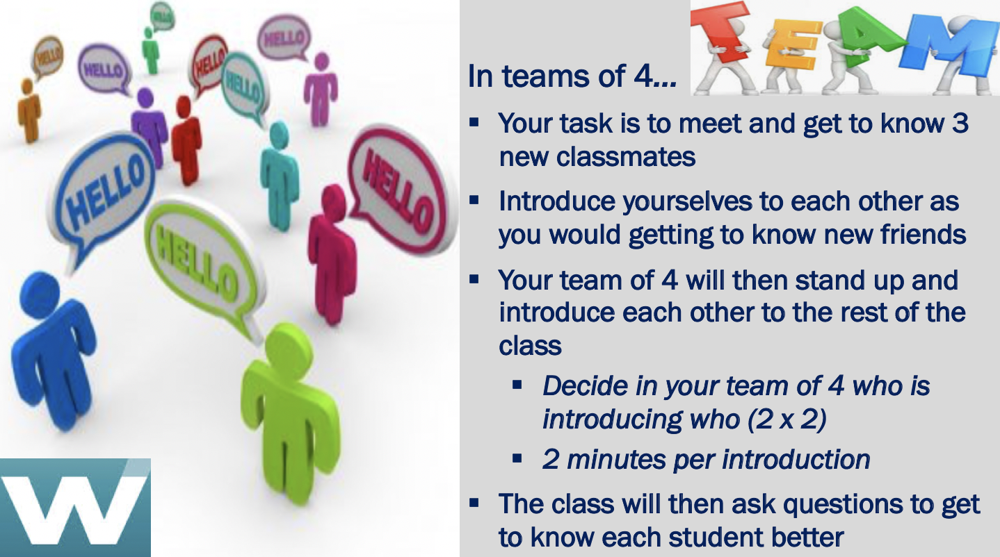 HELLO
HELLO
HELLO
HELLO
HELLO
HELLO
HELLO
HELLO
HELLO
W
TEAM
In teams of 4...
▪ Your task is to meet and get to know 3
new classmates
▪ Introduce yourselves to each other as
you would getting to know new friends
▪ Your team of 4 will then stand up and
introduce each other to the rest of the
class
▪ Decide in your team of 4 who is
introducing who (2 x 2)
▪ 2 minutes per introduction
▪ The class will then ask questions to get
to know each student better